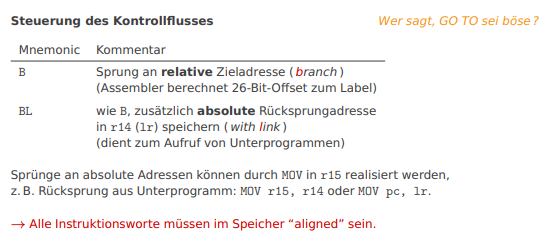 Steuerung des Kontrollflusses
Wer sagt, GO TO sei böse?
Mnemonic Kommentar
B Sprung an relative Zieladresse (branch)
(Assembler berechnet 26-Bit-Offset zum Label)
BL wie B, zusätzlich absolute Rücksprungadresse
in r14 (lr) speichern (with link)
(dient zum Aufruf von Unterprogrammen)
Sprünge an absolute Adressen können durch MOV in r15 realisiert werden,
z. B. Rücksprung aus Unterprogramm: MOV r15, r14 oder MOV pc, lr.
→ Alle Instruktionsworte müssen im Speicher “aligned” sein.